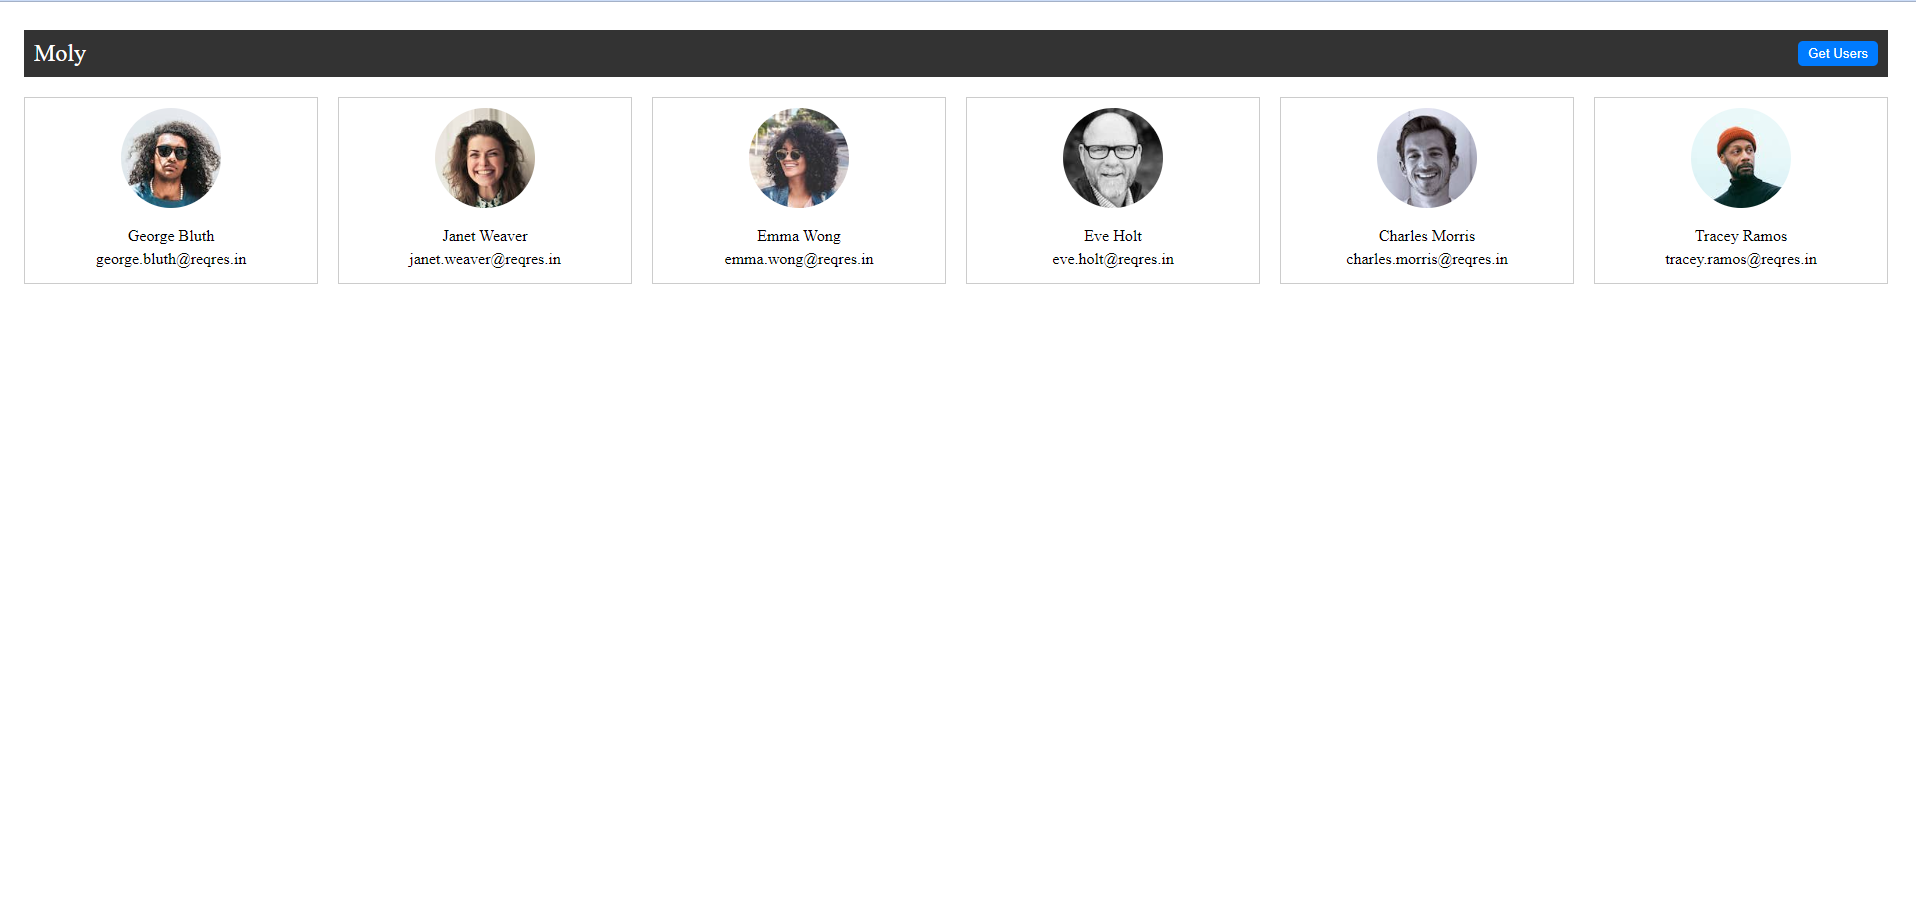 Moly
Get Users
George Bluth
george.bluth@reqres.in
Janet Weaver
janet.weaver@reqres.in
Emma Wong
emma.wong@reqres.in
Eve Holt
eve.holt@reqres.in
Charles Morris
charles.morris@reqres.in
Tracey Ramos
tracey.ramos@reqres.in